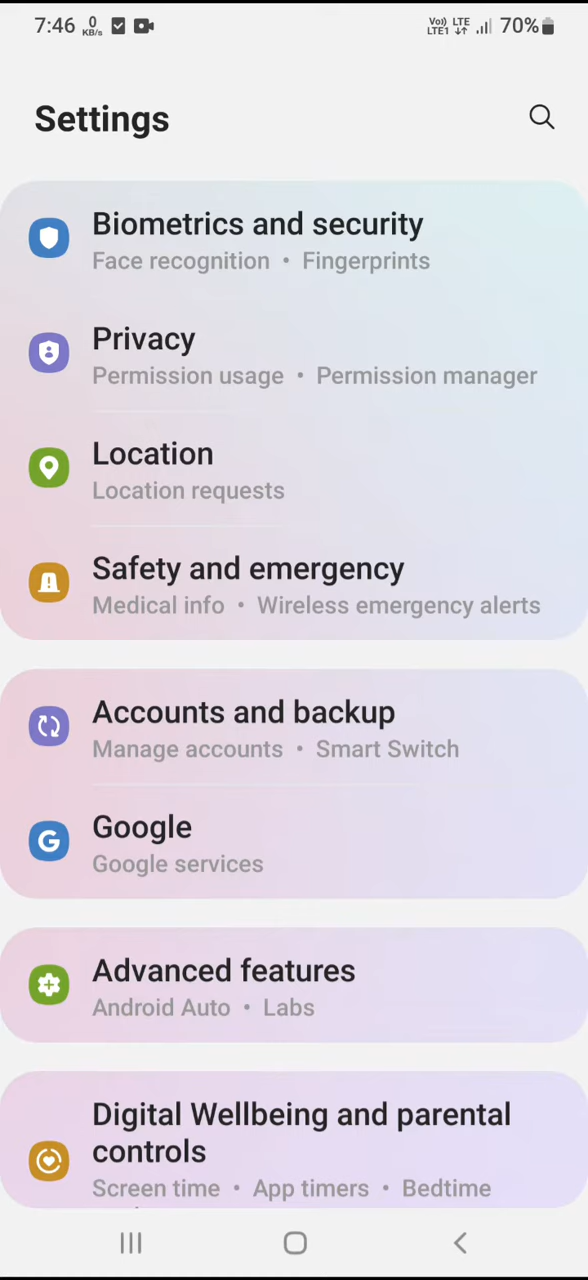 7:46 0 KB/s Vo)) LTE1 LTE 70%
Settings
Biometrics and security
Face recognition • Fingerprints
Privacy
Permission usage • Permission manager
Location
Location requests
Safety and emergency
Medical info • Wireless emergency alerts
Accounts and backup
Manage accounts • Smart Switch
Google
Google services
Advanced features
Android Auto • Labs
Digital Wellbeing and parental
controls
Screen time • App timers • Bedtime